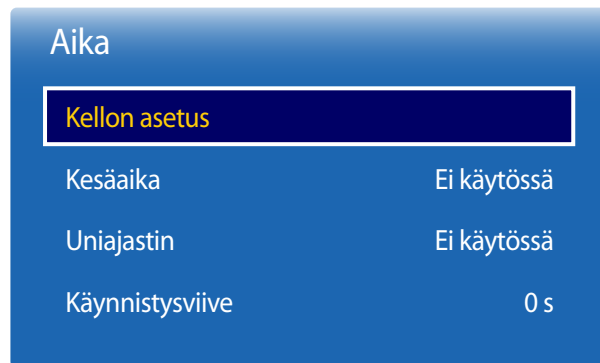 Aika
Kellon asetus
Kesäaika Ei käytössä
Uniajastin Ei käytössä
Käynnistysviive 0 s